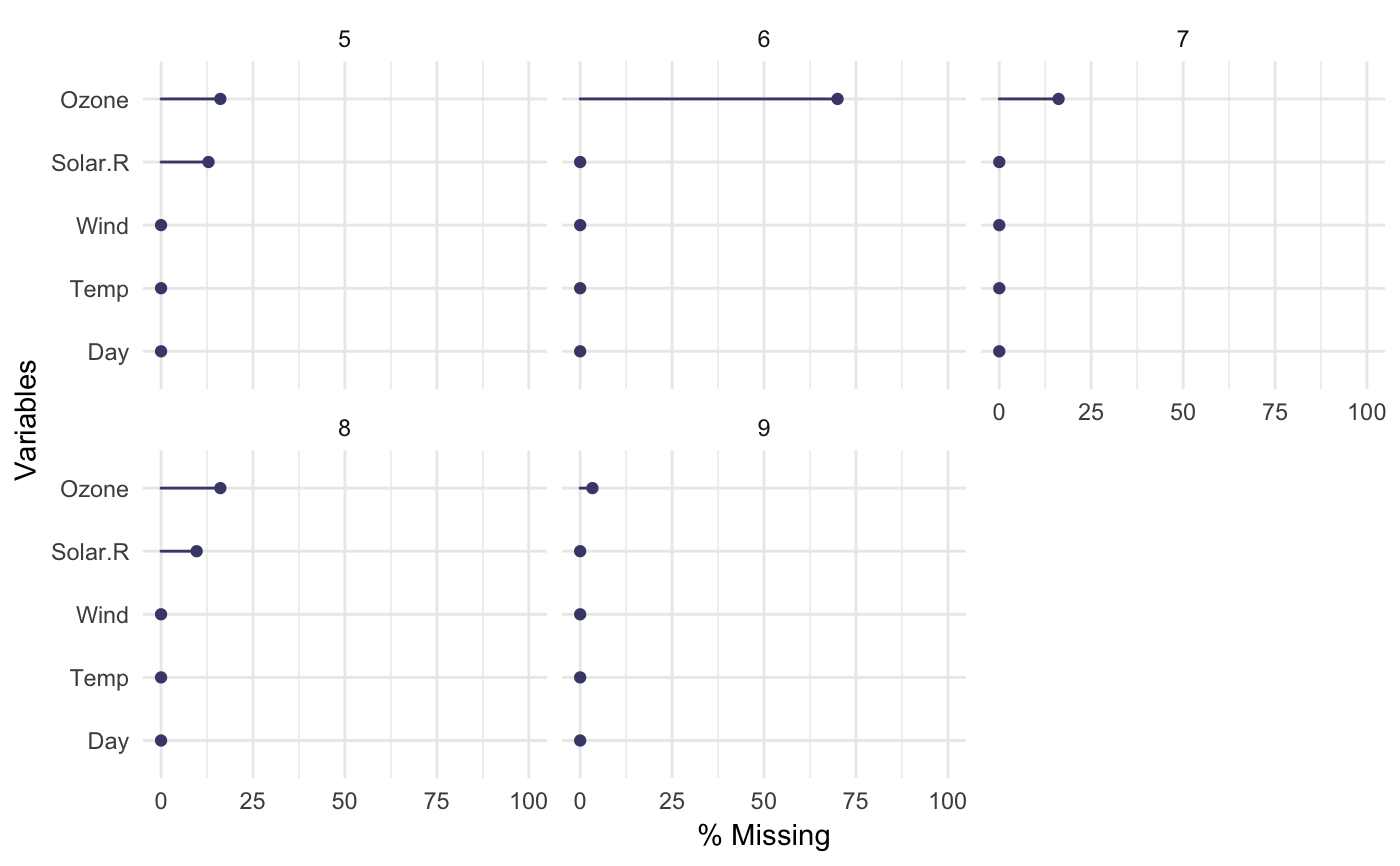 5 6 7
Ozone
Solar.R
Wind
Temp
Day
0 25 50 75 100
8 9
Ozone
Solar.R
Wind
Temp
Day
0 25 50 75 100 0 25 50 75 100
% Missing
Variables